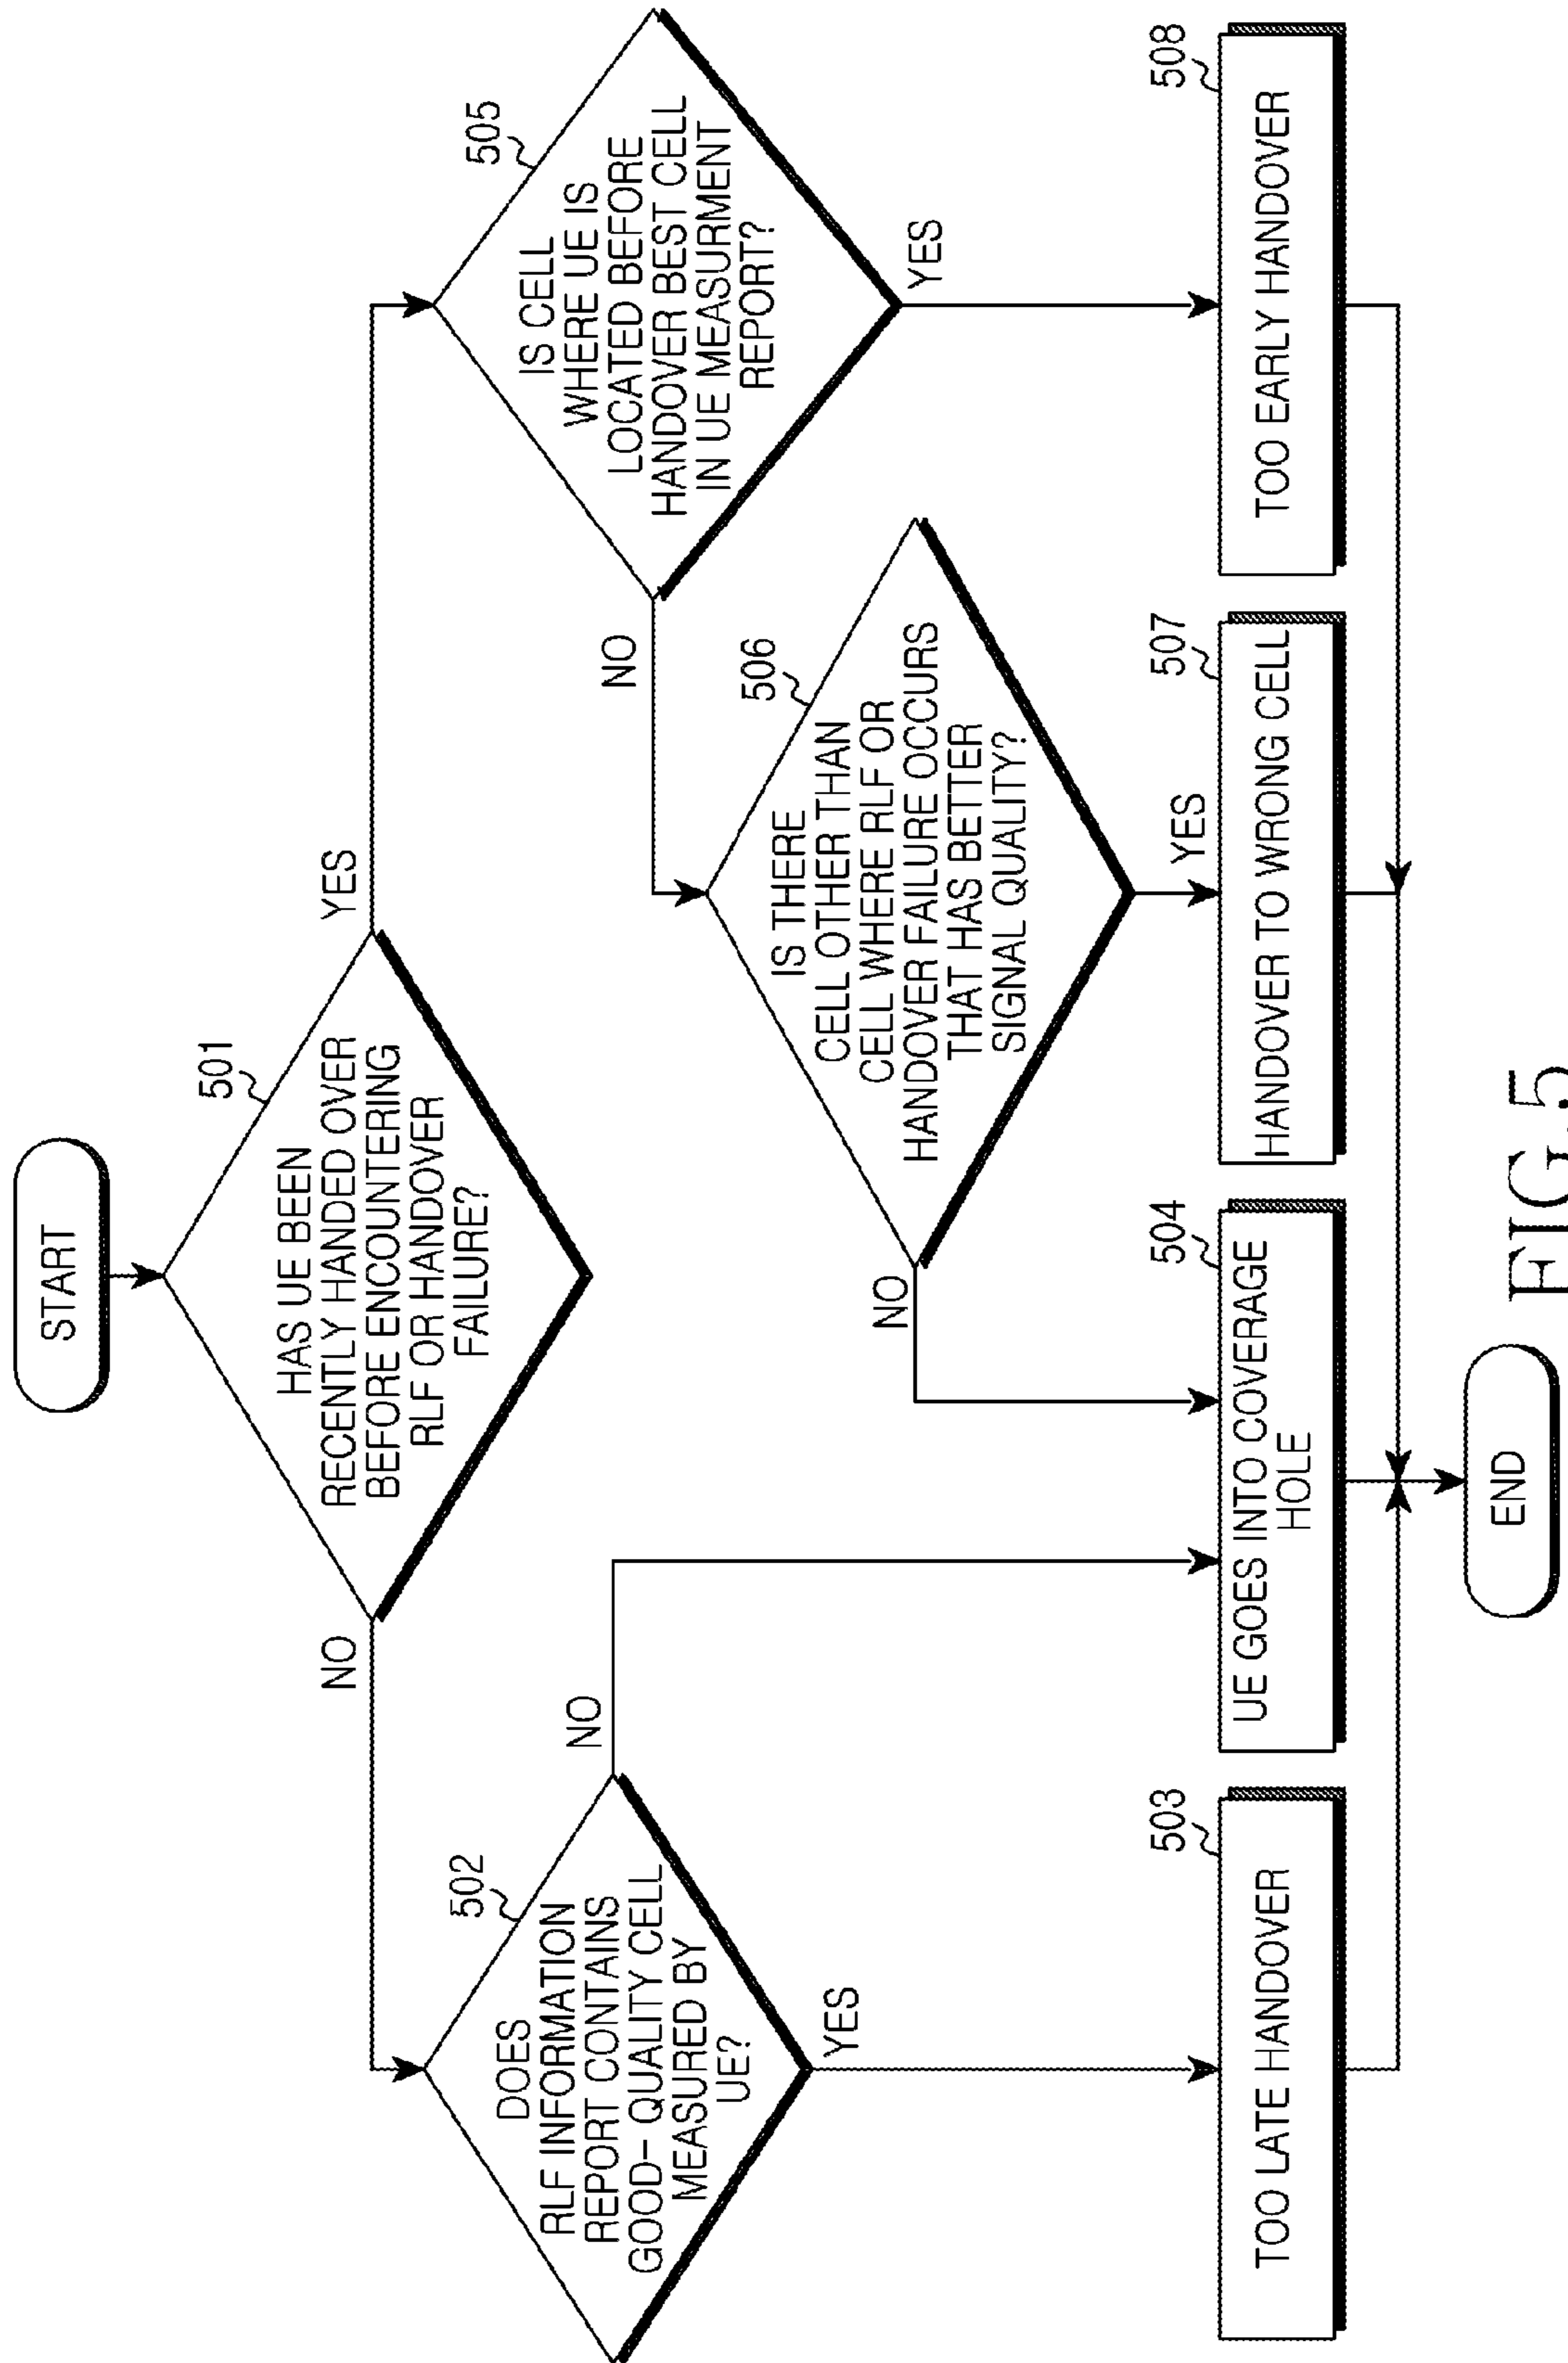 START
501
HAS UE BEEN
RECENTLY HANDED OVER
BEFORE ENCOUNTERING
RLF OR HANDOVER
FAILURE?
NO
YES
502
DOES
RLF INFORMATION
REPORT CONTAINS
GOOD- QUALITY CELL
MEASURED BY
UE?
NO
YES
505
IS CELL
WHERE UE IS
LOCATED BEFORE
HANDOVER BEST CELL
IN UE MEASURMENT
REPORT?
NO
YES
506
IS THERE
CELL OTHER THAN
CELL WHERE RLF OR
HANDOVER FAILURE OCCURS
THAT HAS BETTER
SIGNAL QUALITY?
NO
YES
503
TOO LATE HANDOVER
504
UE GOES INTO COVERAGE
HOLE
507
HANDOVER TO WRONG CELL
508
TOO EARLY HANDOVER
END
FIG.5